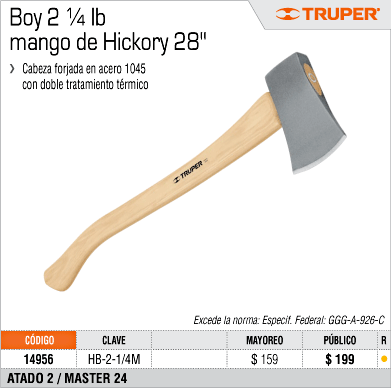 Boy 2 ¼ lb
mango de Hickory 28"
TRUPER®
❯ Cabeza forjada en acero 1045
con doble tratamiento térmico
TRUPER
Excede la norma: Especif. Federal: GGG-A-926-C
CÓDIGO CLAVE MAYOREO PÚBLICO R
14956 HB-2-1/4M $ 159 $ 199 ●
ATADO 2 / MASTER 24